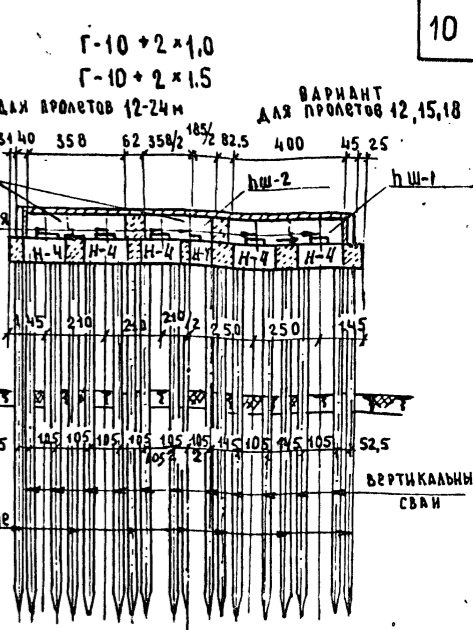 10
Г-10 + 2 × 1,0
Г-10 + 2 × 1.5
ДЛЯ ПРОЛЕТОВ 12-24м
ВАРИАНТ
ДЛЯ ПРОЛЕТОВ 12,15,18
31 40 358 62 358/2 185/2 82.5 400 45 25
hш-2
hш-1
Н-4 Н-4 Н-4 Н-4 Н-4 Н-4
145 210 210 210/2 250 250 145
105 105 105 105 105 105 145 105 145 105 52,5
ВЕРТИКАЛЬНЫ
СВАИ